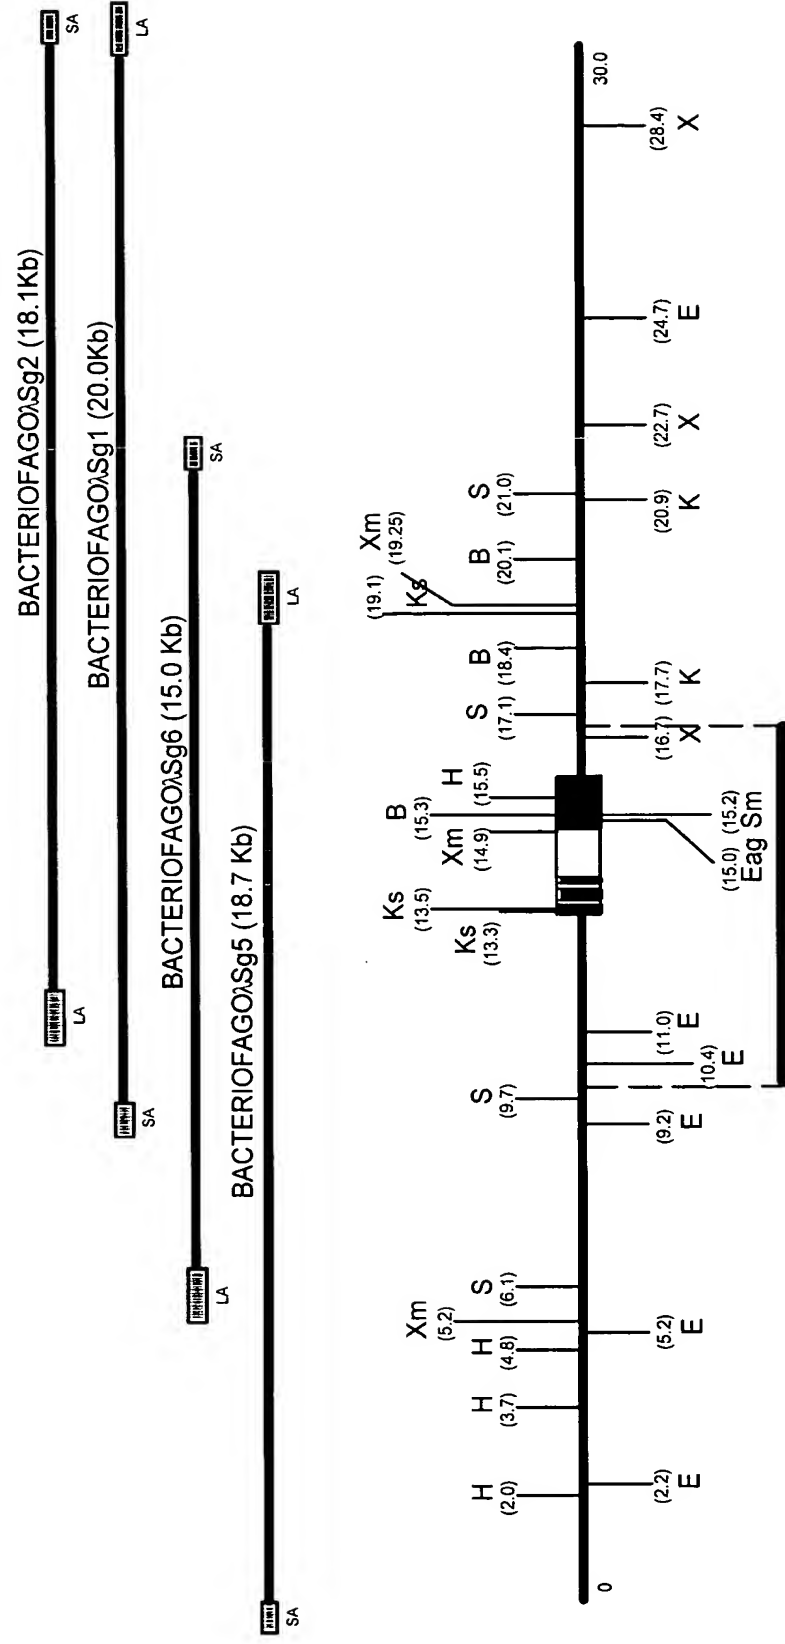 BACTERIOFAGOλSg2 (18.1Kb)
LA
SA
BACTERIOFAGOλSg1 (20.0Kb)
SA
LA
BACTERIOFAGOλSg6 (15.0 Kb)
LA
SA
BACTERIOFAGOλSg5 (18.7 Kb)
SA
LA
H
(2.0)
H
(3.7)
H
(4.8)
Xm
(5.2)
S
(6.1)
S
(9.7)
Ks
(13.3)
Ks
(13.5)
Xm
(14.9)
B
(15.3)
H
(15.5)
S
(17.1)
B
(18.4)
(19.1)
Ks
Xm
(19.25)
B
(20.1)
S
(21.0)
0
30.0
(2.2)
E
(5.2)
E
(9.2)
E
(10.4)
E
(11.0)
E
(15.0) (15.2)
Eag Sm
(16.7)
X
(17.7)
K
(20.9)
K
(22.7)
X
(24.7)
E
(28.4)
X